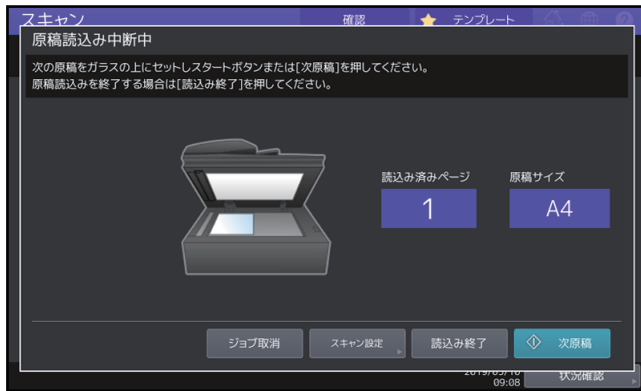 スキャン
確認
テンプレート
原稿読込み中断中
次の原稿をガラスの上にセットしスタートボタンまたは[次原稿]を押してください。
原稿読込みを終了する場合は[読込み終了]を押してください。
読込み済みページ
原稿サイズ
1
A4
ジョブ取消
スキャン設定
読込み終了
次原稿
09:08
状況確認